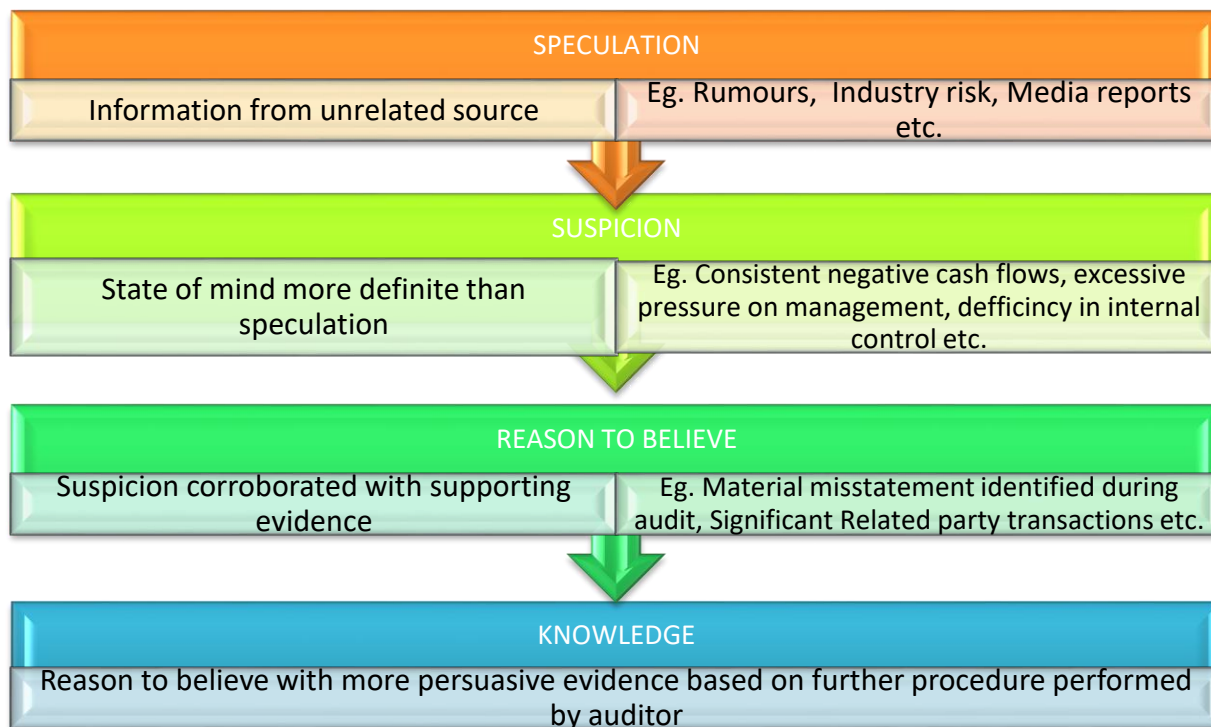 SPECULATION
Information from unrelated source
Eg. Rumours, Industry risk, Media reports
etc.
SUSPICION
State of mind more definite than
speculation
Eg. Consistent negative cash flows, excessive
pressure on management, defficincy in internal
control etc.
REASON TO BELIEVE
Suspicion corroborated with supporting
evidence
Eg. Material misstatement identified during
audit, Significant Related party transactions etc.
KNOWLEDGE
Reason to believe with more persuasive evidence based on further procedure performed
by auditor